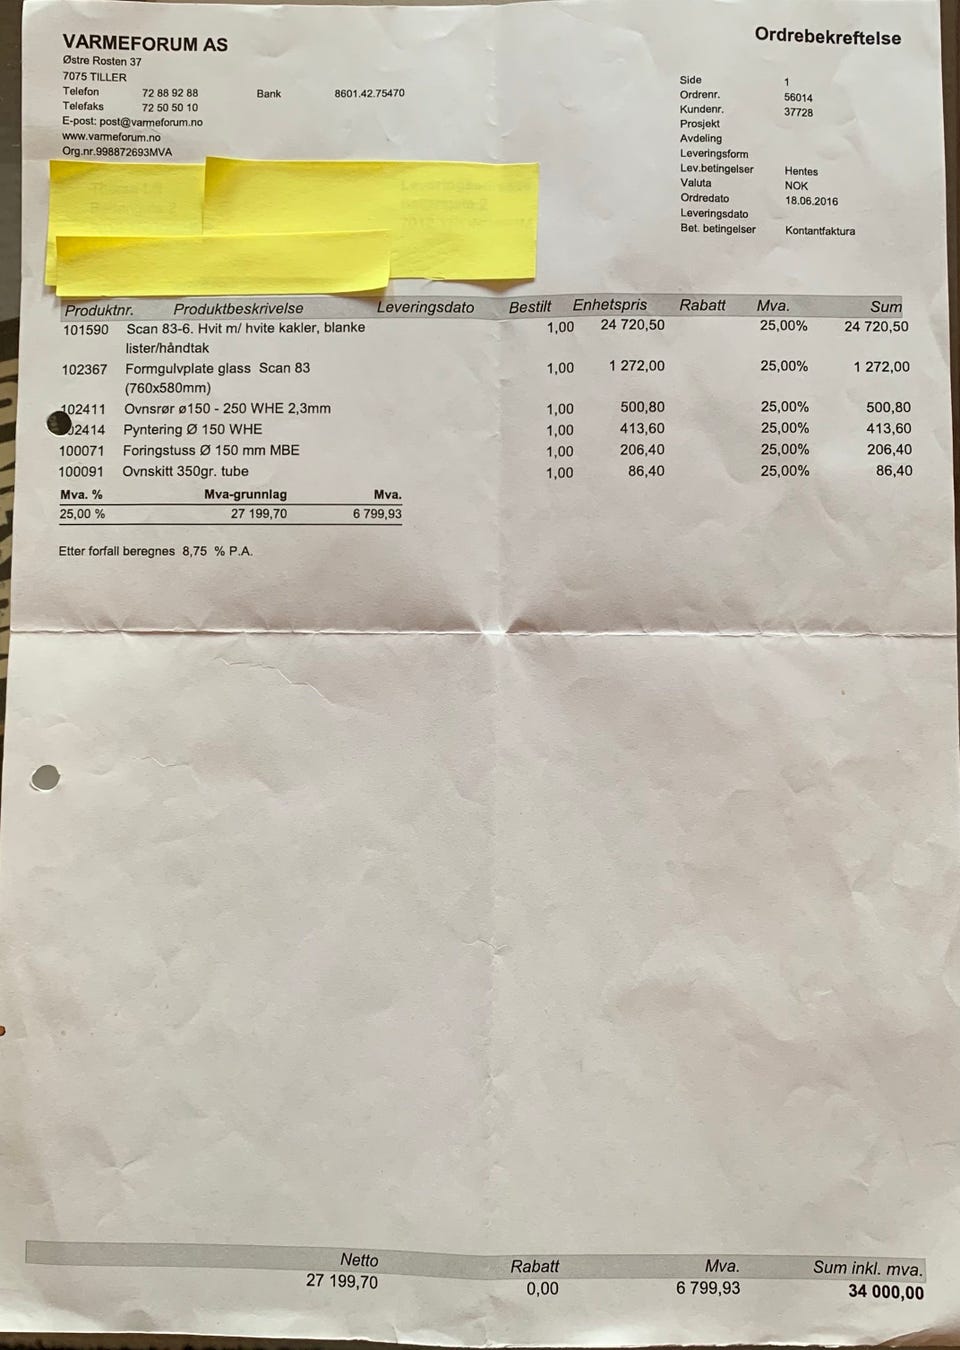 VARMEFORUM AS
Østre Rosten 37
7075 TILLER
Telefon 72 88 92 88 Bank 8601.42.75470
Telefaks 72 50 50 10
E-post: post@varmeforum.no
www.varmeforum.no
Org.nr.998872693MVA
Ordrebekreftelse
Side 1
Ordrenr. 56014
Kundenr. 37728
Prosjekt
Avdeling
Leveringsform
Lev.betingelser Hentes
Valuta NOK
Ordredato 18.06.2016
Leveringsdato
Bet. betingelser Kontantfaktura
Produktnr. Produktbeskrivelse Leveringsdato Bestilt Enhetspris Rabatt Mva. Sum
101590 Scan 83-6. Hvit m/ hvite kakler, blanke 1,00 24 720,50 25,00% 24 720,50
lister/håndtak
102367 Formgulvplate glass Scan 83 1,00 1 272,00 25,00% 1 272,00
(760x580mm)
102411 Ovnsrør ø150 - 250 WHE 2,3mm 1,00 500,80 25,00% 500,80
02414 Pyntering Ø 150 WHE 1,00 413,60 25,00% 413,60
100071 Foringstuss Ø 150 mm MBE 1,00 206,40 25,00% 206,40
100091 Ovnskitt 350gr. tube 1,00 86,40 25,00% 86,40
Mva. % Mva-grunnlag Mva.
25,00 % 27 199,70 6 799,93
Etter forfall beregnes 8,75 % P.A.
Netto Rabatt Mva. Sum inkl. mva.
27 199,70 0,00 6 799,93 34 000,00